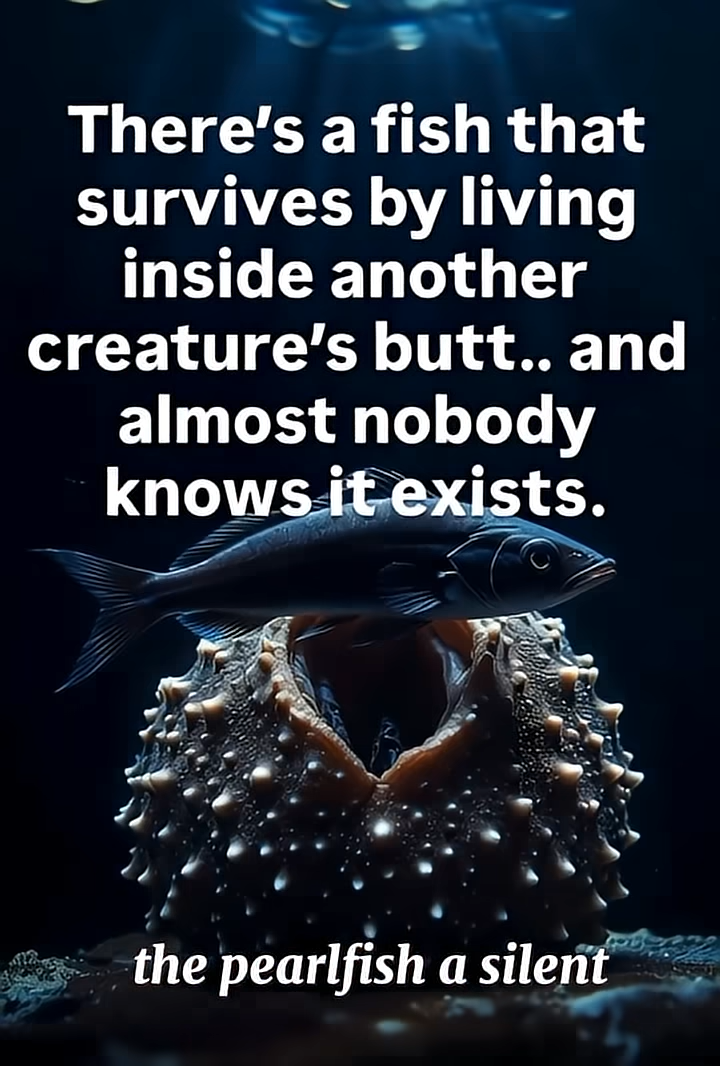 There's a fish that
survives by living
inside another
creature's butt.. and
almost nobody
knows it exists.
the pearlfish a silent